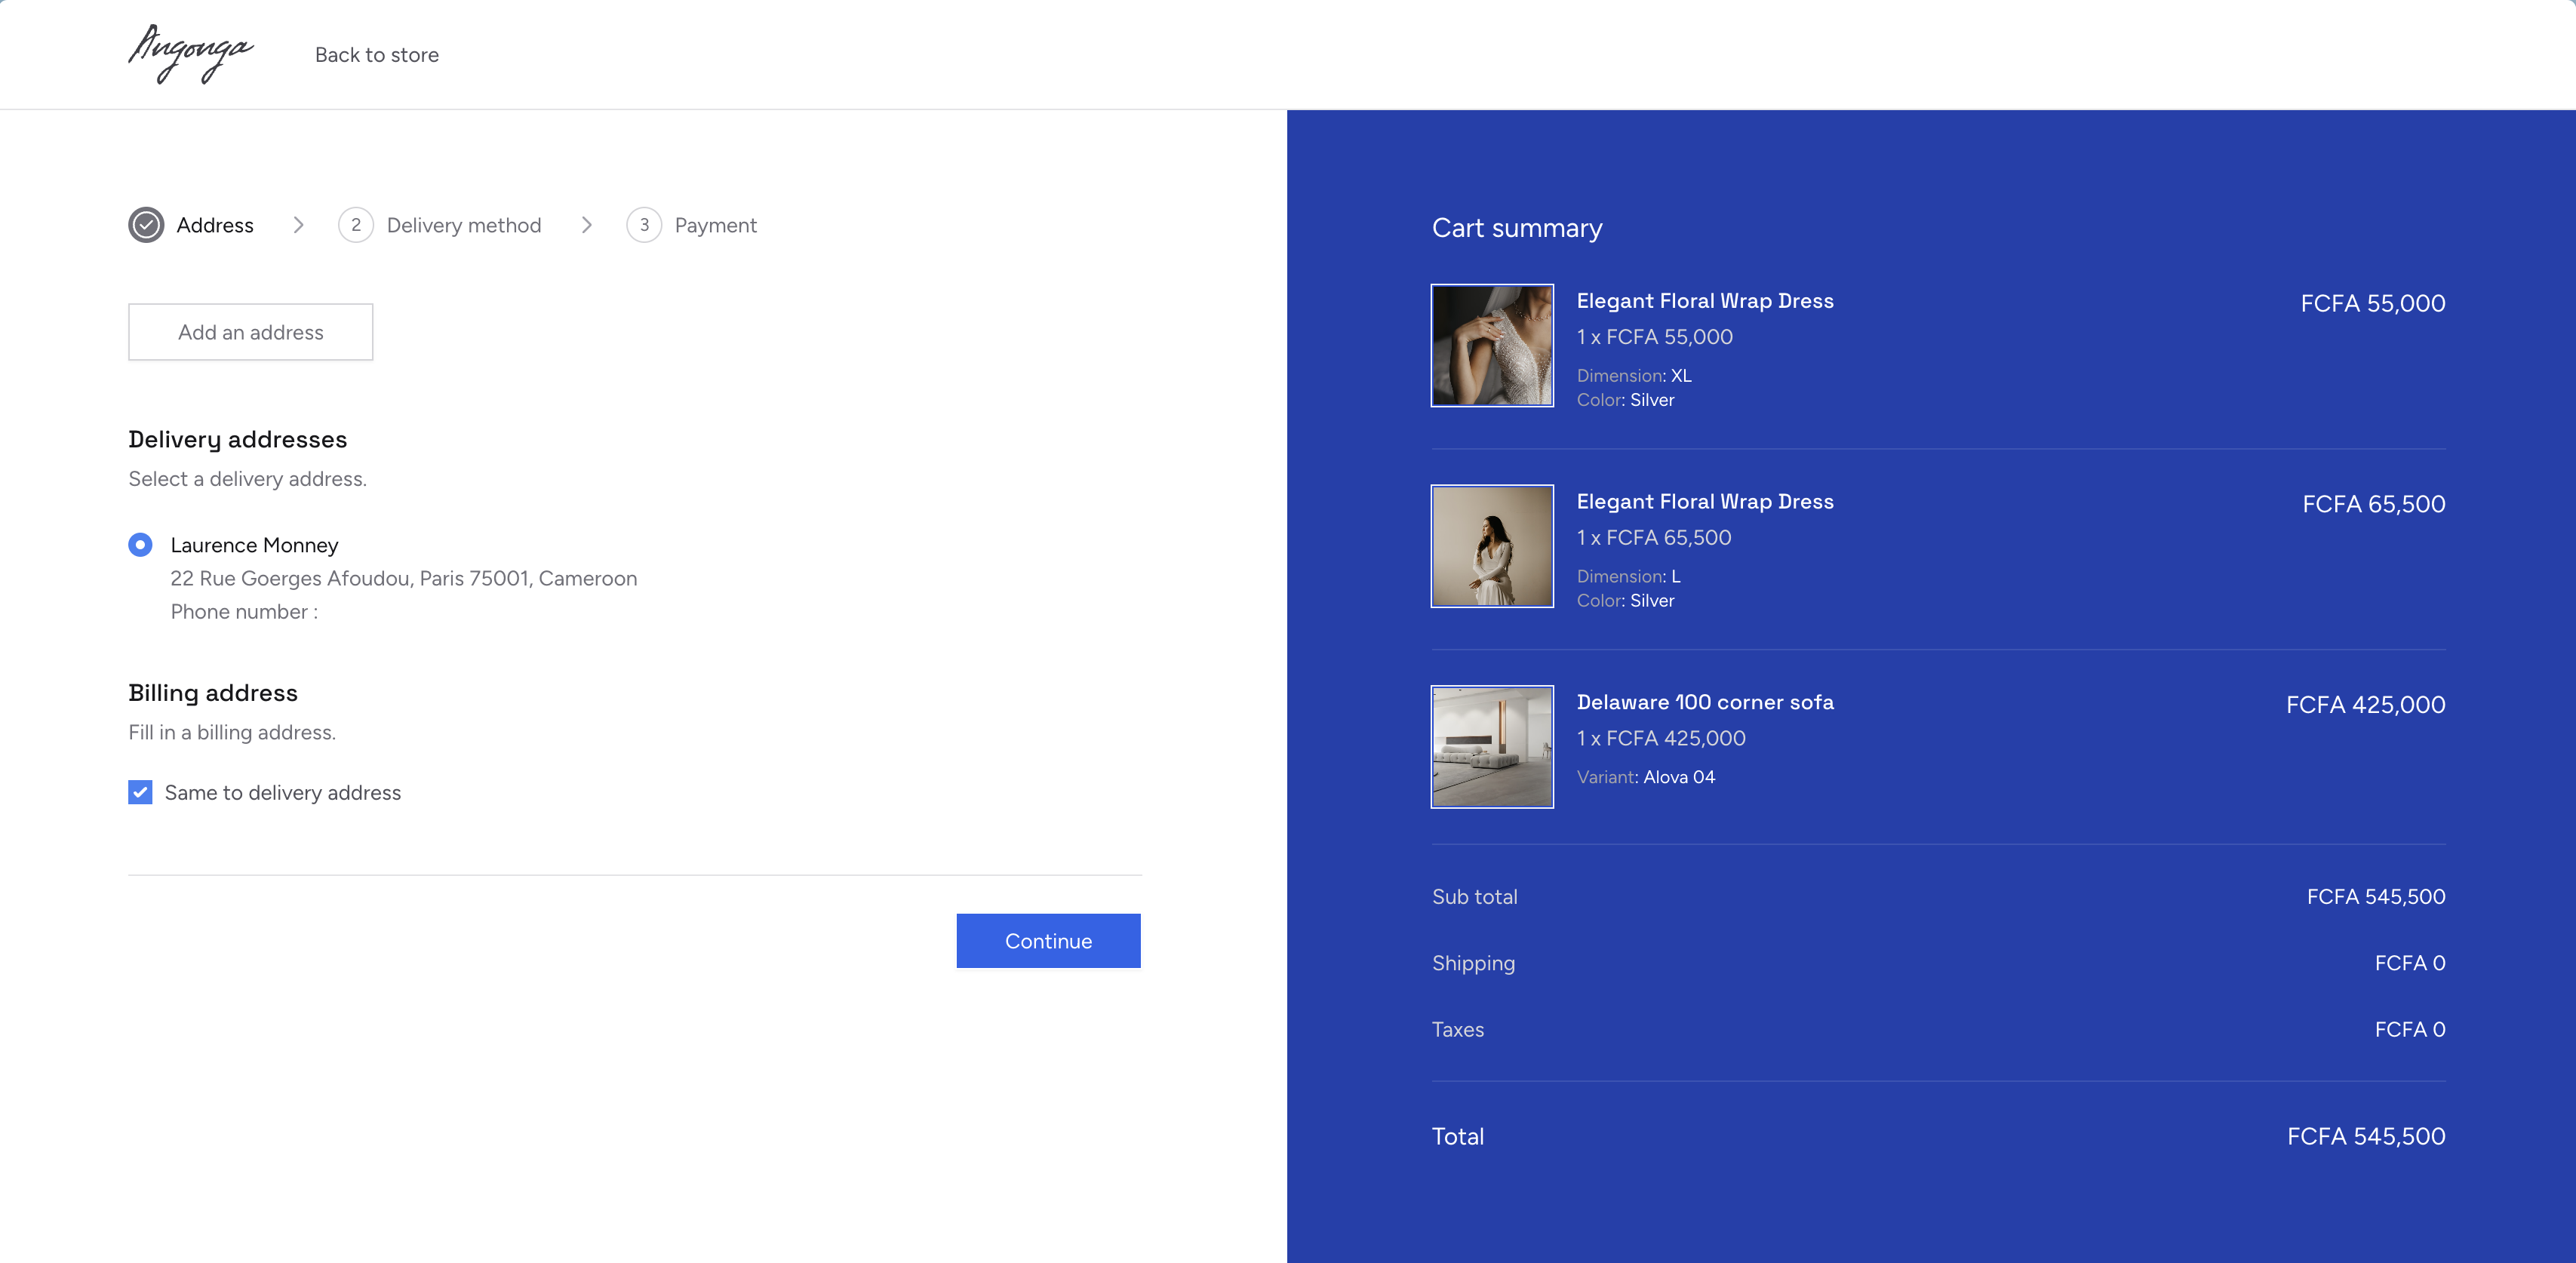 Angonga
Back to store
Address
2 Delivery method
3 Payment
Add an address
Delivery addresses
Select a delivery address.
Laurence Monney
22 Rue Goerges Afoudou, Paris 75001, Cameroon
Phone number :
Billing address
Fill in a billing address.
Same to delivery address
Continue
Cart summary
Elegant Floral Wrap Dress FCFA 55,000
1 x FCFA 55,000
Dimension: XL
Color: Silver
Elegant Floral Wrap Dress FCFA 65,500
1 x FCFA 65,500
Dimension: L
Color: Silver
Delaware 100 corner sofa FCFA 425,000
1 x FCFA 425,000
Variant: Alova 04
Sub total FCFA 545,500
Shipping FCFA 0
Taxes FCFA 0
Total FCFA 545,500